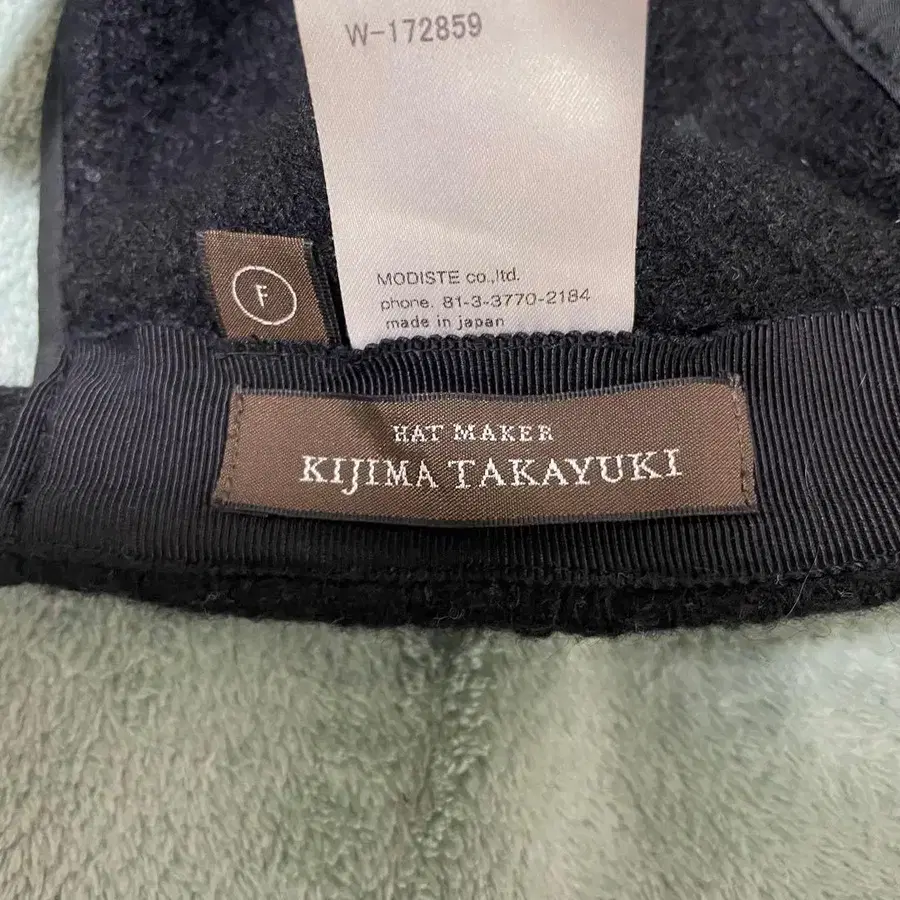 W-172859
F
MODISTE co.,ltd.
phone. 81-3-3770-2184
made in japan
HAT MAKER
KIJIMA TAKAYUKI